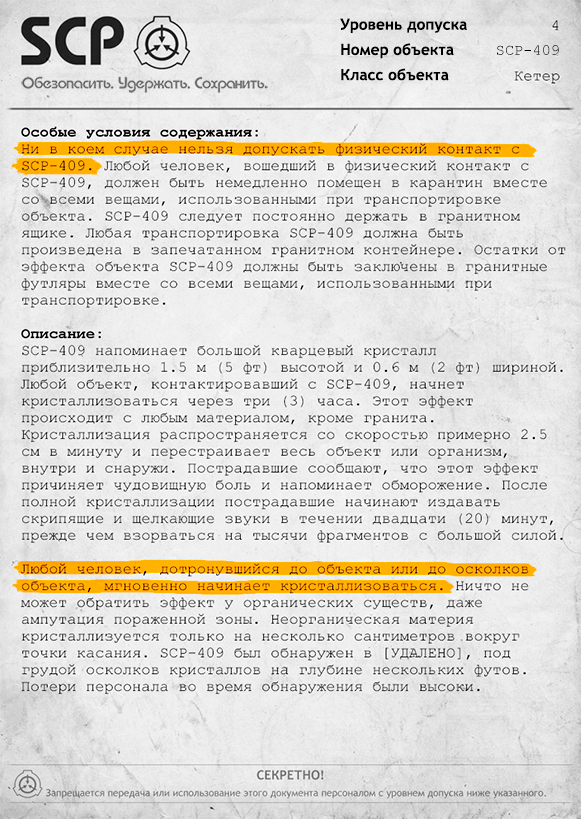 SCP
Обезопасить. Удержать. Сохранить.
Уровень допуска 4
Номер объекта SCP-409
Класс объекта Кетер
Особые условия содержания:
Ни в коем случае нельзя допускать физический контакт с
SCP-409. Любой человек, вошедший в физический контакт с
SCP-409, должен быть немедленно помещен в карантин вместе
со всеми вещами, использованными при транспортировке
объекта. SCP-409 следует постоянно держать в гранитном
ящике. Любая транспортировка SCP-409 должна быть
произведена в запечатанном гранитном контейнере. Остатки от
эффекта объекта SCP-409 должны быть заключены в гранитные
футляры вместе со всеми вещами, использованными при
транспортировке.
Описание:
SCP-409 напоминает большой кварцевый кристалл
приблизительно 1.5 м (5 фт) высотой и 0.6 м (2 фт) шириной.
Любой объект, контактировавший с SCP-409, начнет
кристаллизоваться через три (3) часа. Этот эффект
происходит с любым материалом, кроме гранита.
Кристаллизация распространяется со скоростью примерно 2.5
см в минуту и перестраивает весь объект или организм,
внутри и снаружи. Пострадавшие сообщают, что этот эффект
причиняет чудовищную боль и напоминает обморожение. После
полной кристаллизации пострадавшие начинают издавать
скрипящие и щелкающие звуки в течении двадцати (20) минут,
прежде чем взорваться на тысячи фрагментов с большой силой.
Любой человек, дотронувшийся до объекта или до осколков
объекта, мгновенно начинает кристаллизоваться. Ничто не
может обратить эффект у органических существ, даже
ампутация пораженной зоны. Неорганическая материя
кристаллизуется только на несколько сантиметров вокруг
точки касания. SCP-409 был обнаружен в [УДАЛЕНО], под
грудой осколков кристаллов на глубине нескольких футов.
Потери персонала во время обнаружения были высоки.
СЕКРЕТНО!
Запрещается передача или использование этого документа персоналом с уровнем допуска ниже указанного.